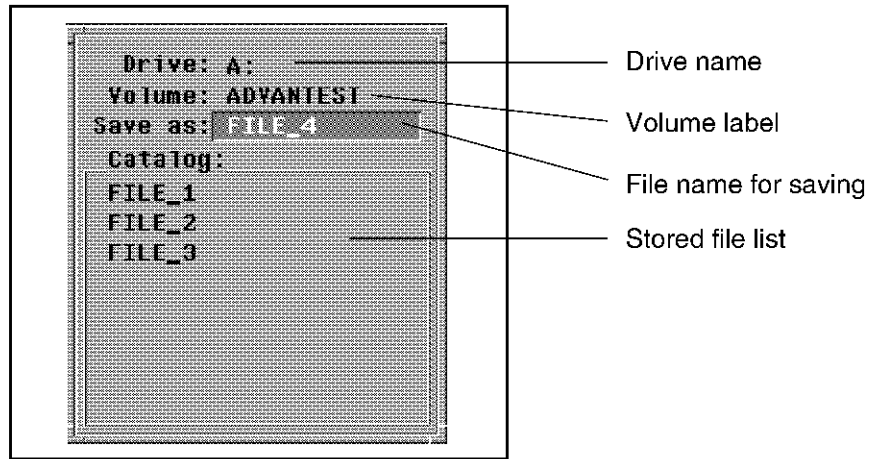 Drive: A:
Volume: ADVANTEST
Save as: FILE_4
Catalog:
FILE_1
FILE_2
FILE_3
Drive name
Volume label
File name for saving
Stored file list